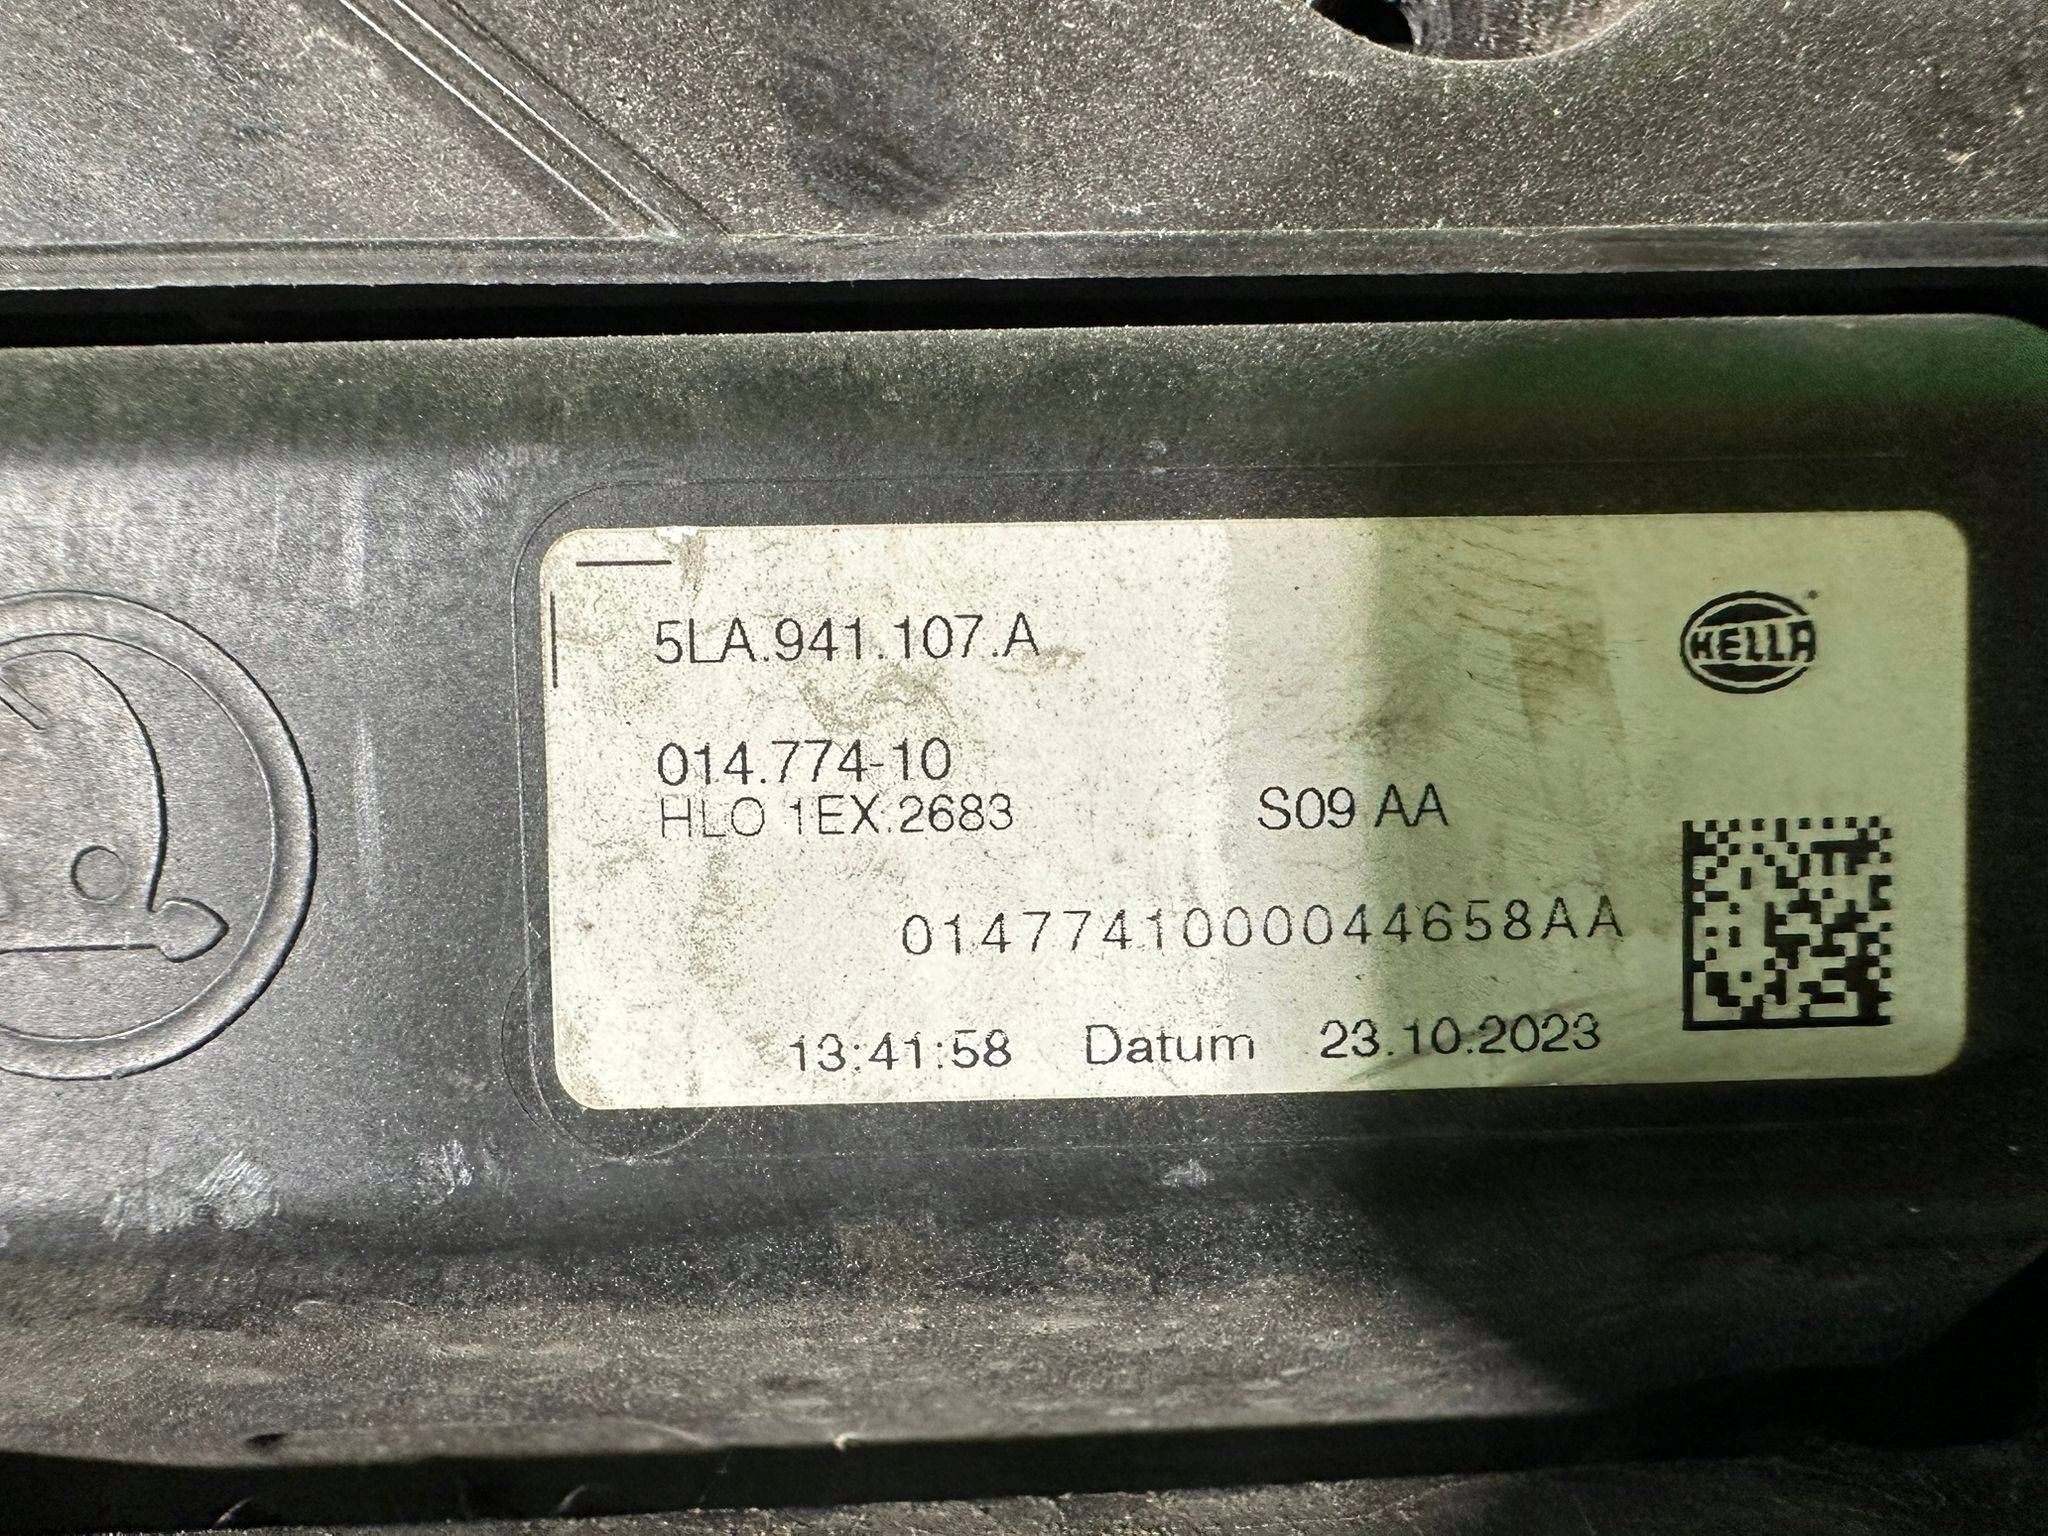 5LA.941.107.A
HELLA
014.774-10
HLO 1EX.2683
S09 AA
0147741000044658AA
13:41:58 Datum 23.10.2023